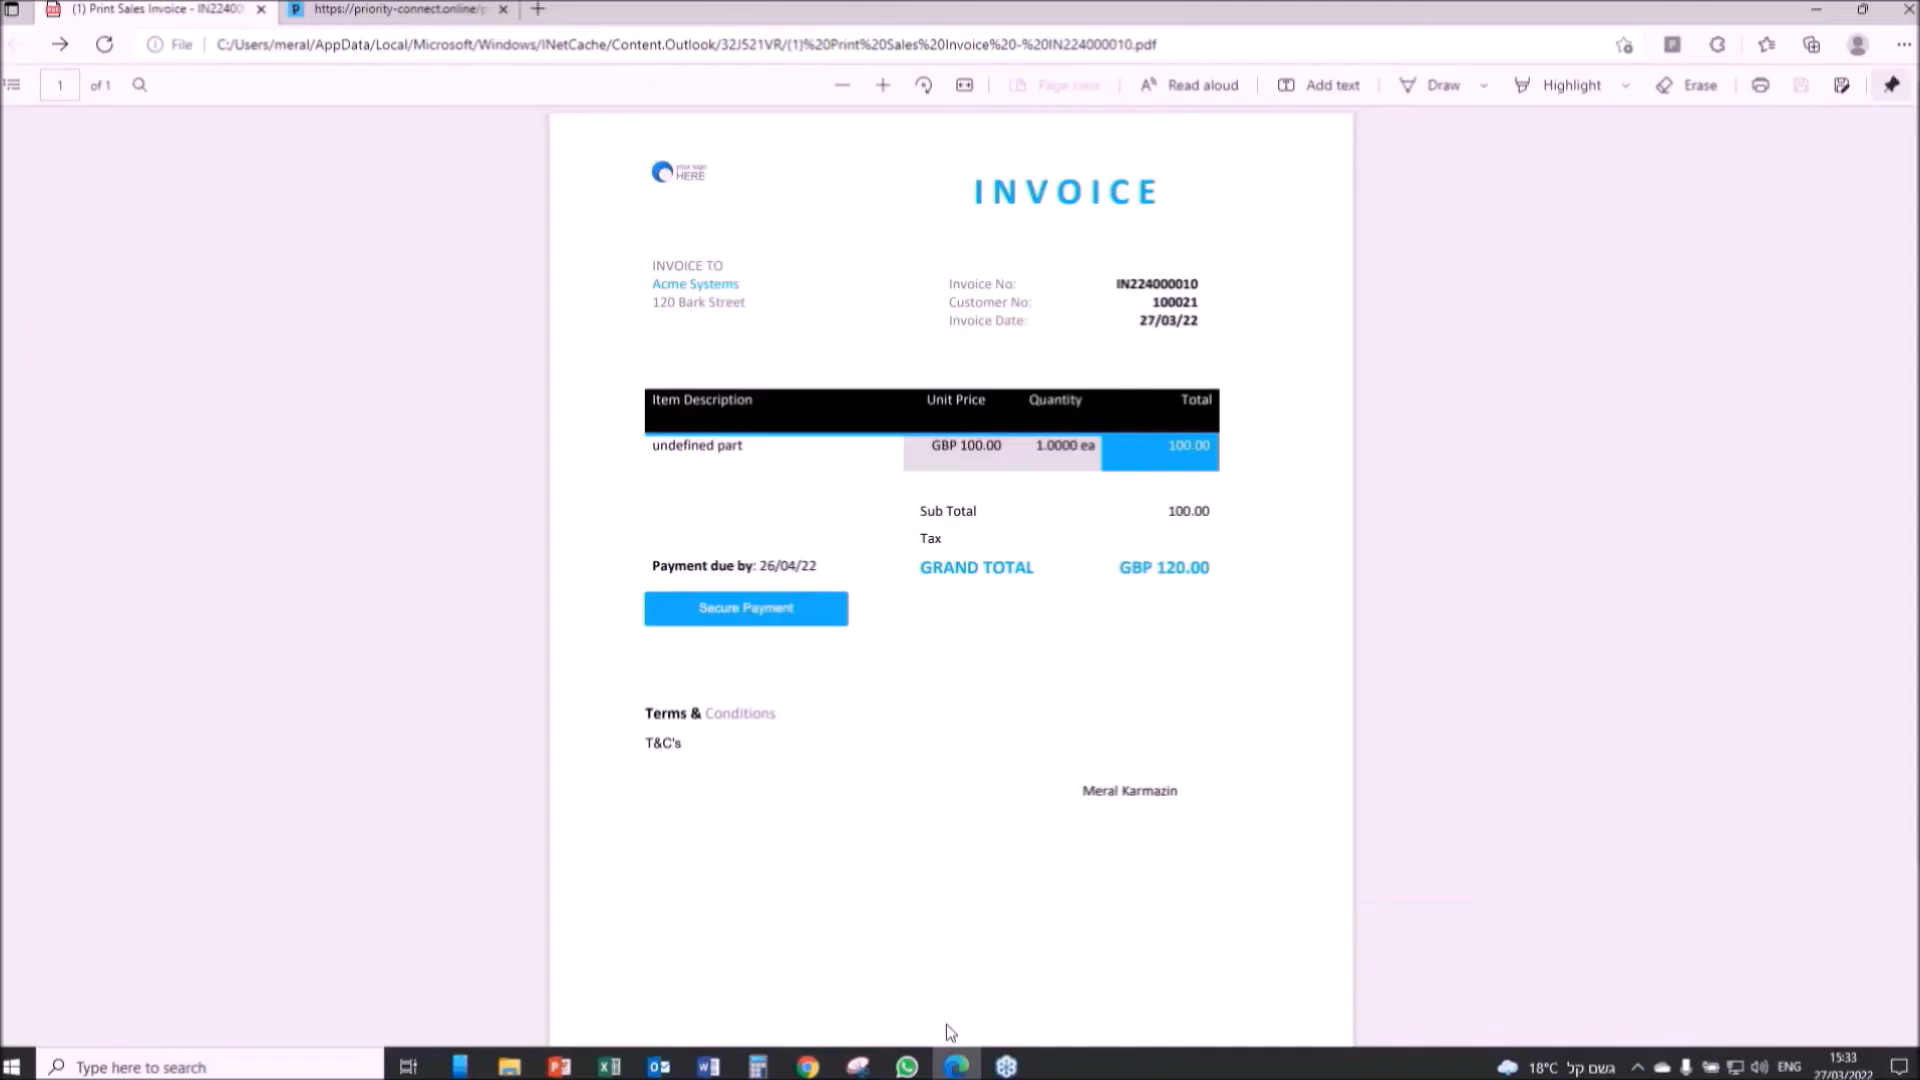 (1) Print Sales Invoice - IN22400
https://priority-connect.online/p
File
C:/Users/meral/AppData/Local/Microsoft/Windows/INetCache/Content.Outlook/32J521VR/(1)%20Print%20Sales%20Invoice%20-%20IN224000010.pdf
1 of 1
Page view
Read aloud
Add text
Draw
Highlight
Erase
your logo
HERE
INVOICE
INVOICE TO
Acme Systems
120 Bark Street
Invoice No: IN224000010
Customer No: 100021
Invoice Date: 27/03/22
Item Description Unit Price Quantity Total
undefined part GBP 100.00 1.0000 ea 100.00
Sub Total 100.00
Tax
Payment due by: 26/04/22
GRAND TOTAL GBP 120.00
Secure Payment
Terms & Conditions
T&C's
Meral Karmazin
Type here to search
18°C גשם קל
ENG
15:33
27/03/2022